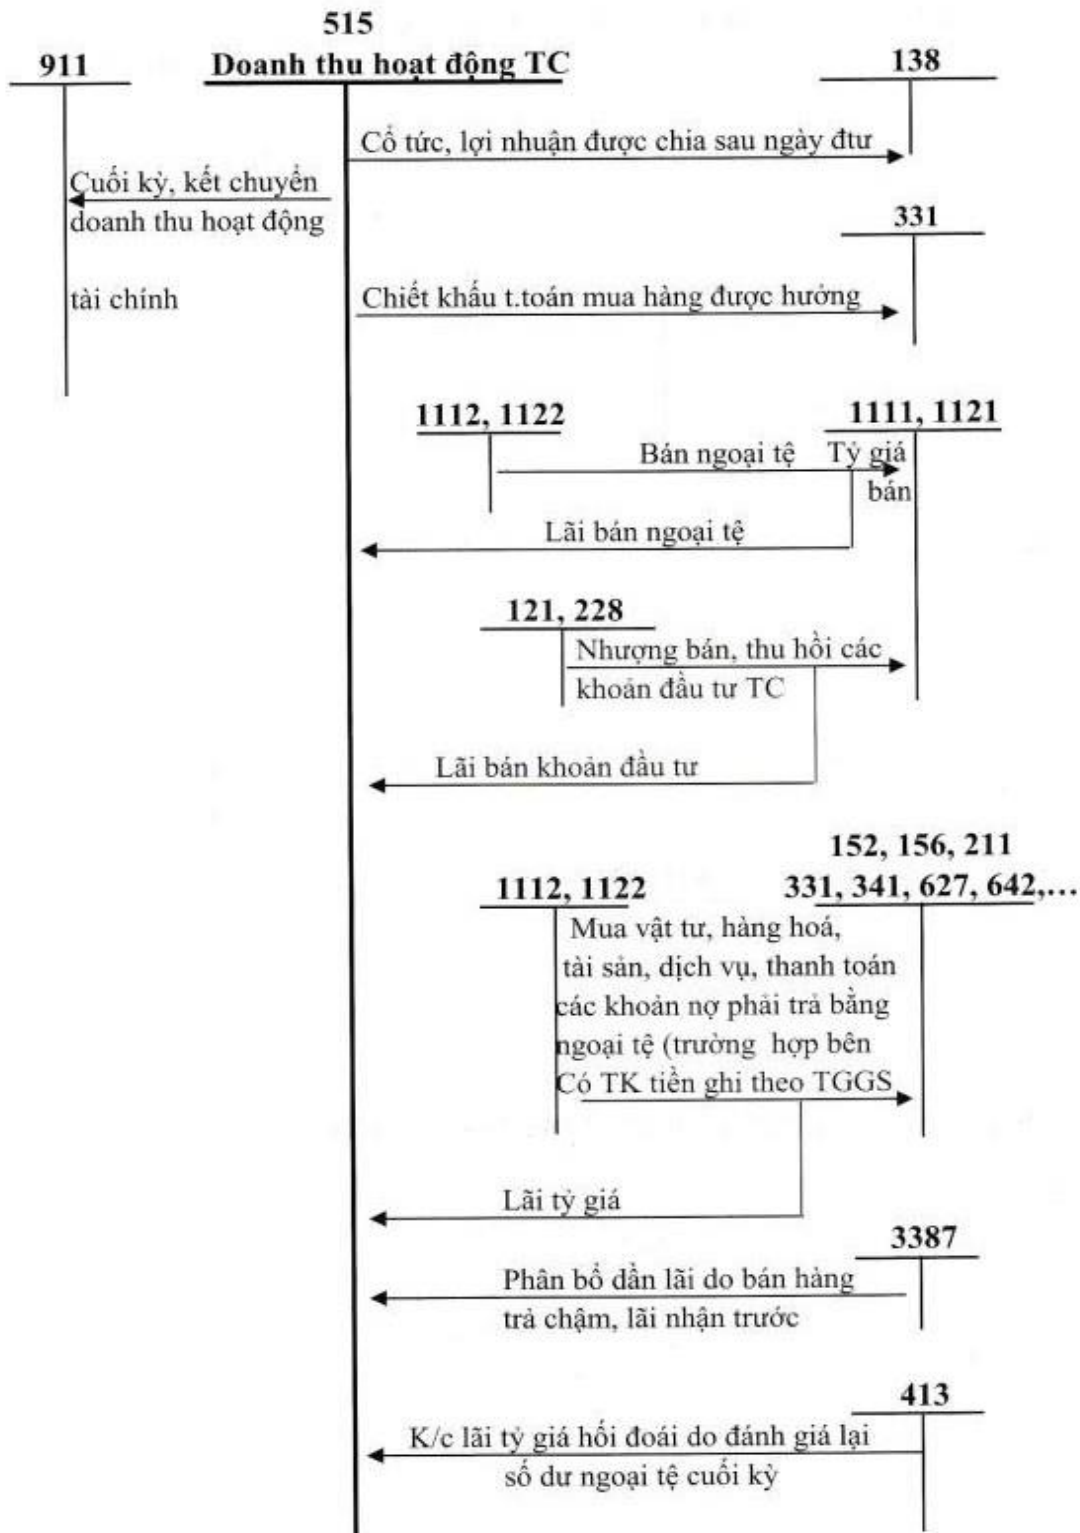 515
911
Doanh thu hoạt động TC
138
Cổ tức, lợi nhuận được chia sau ngày đtư
Cuối kỳ, kết chuyển
doanh thu hoạt động
tài chính
331
Chiết khấu t.toán mua hàng được hưởng
1112, 1122
1111, 1121
Bán ngoại tệ
Tỷ giá
bán
Lãi bán ngoại tệ
121, 228
Nhượng bán, thu hồi các
khoản đầu tư TC
Lãi bán khoản đầu tư
152, 156, 211
331, 341, 627, 642,…
1112, 1122
Mua vật tư, hàng hoá,
tài sản, dịch vụ, thanh toán
các khoản nợ phải trả bằng
ngoại tệ (trường hợp bên
Có TK tiền ghi theo TGGS
Lãi tỷ giá
3387
Phân bổ dần lãi do bán hàng
trả chậm, lãi nhận trước
413
K/c lãi tỷ giá hối đoái do đánh giá lại
số dư ngoại tệ cuối kỳ